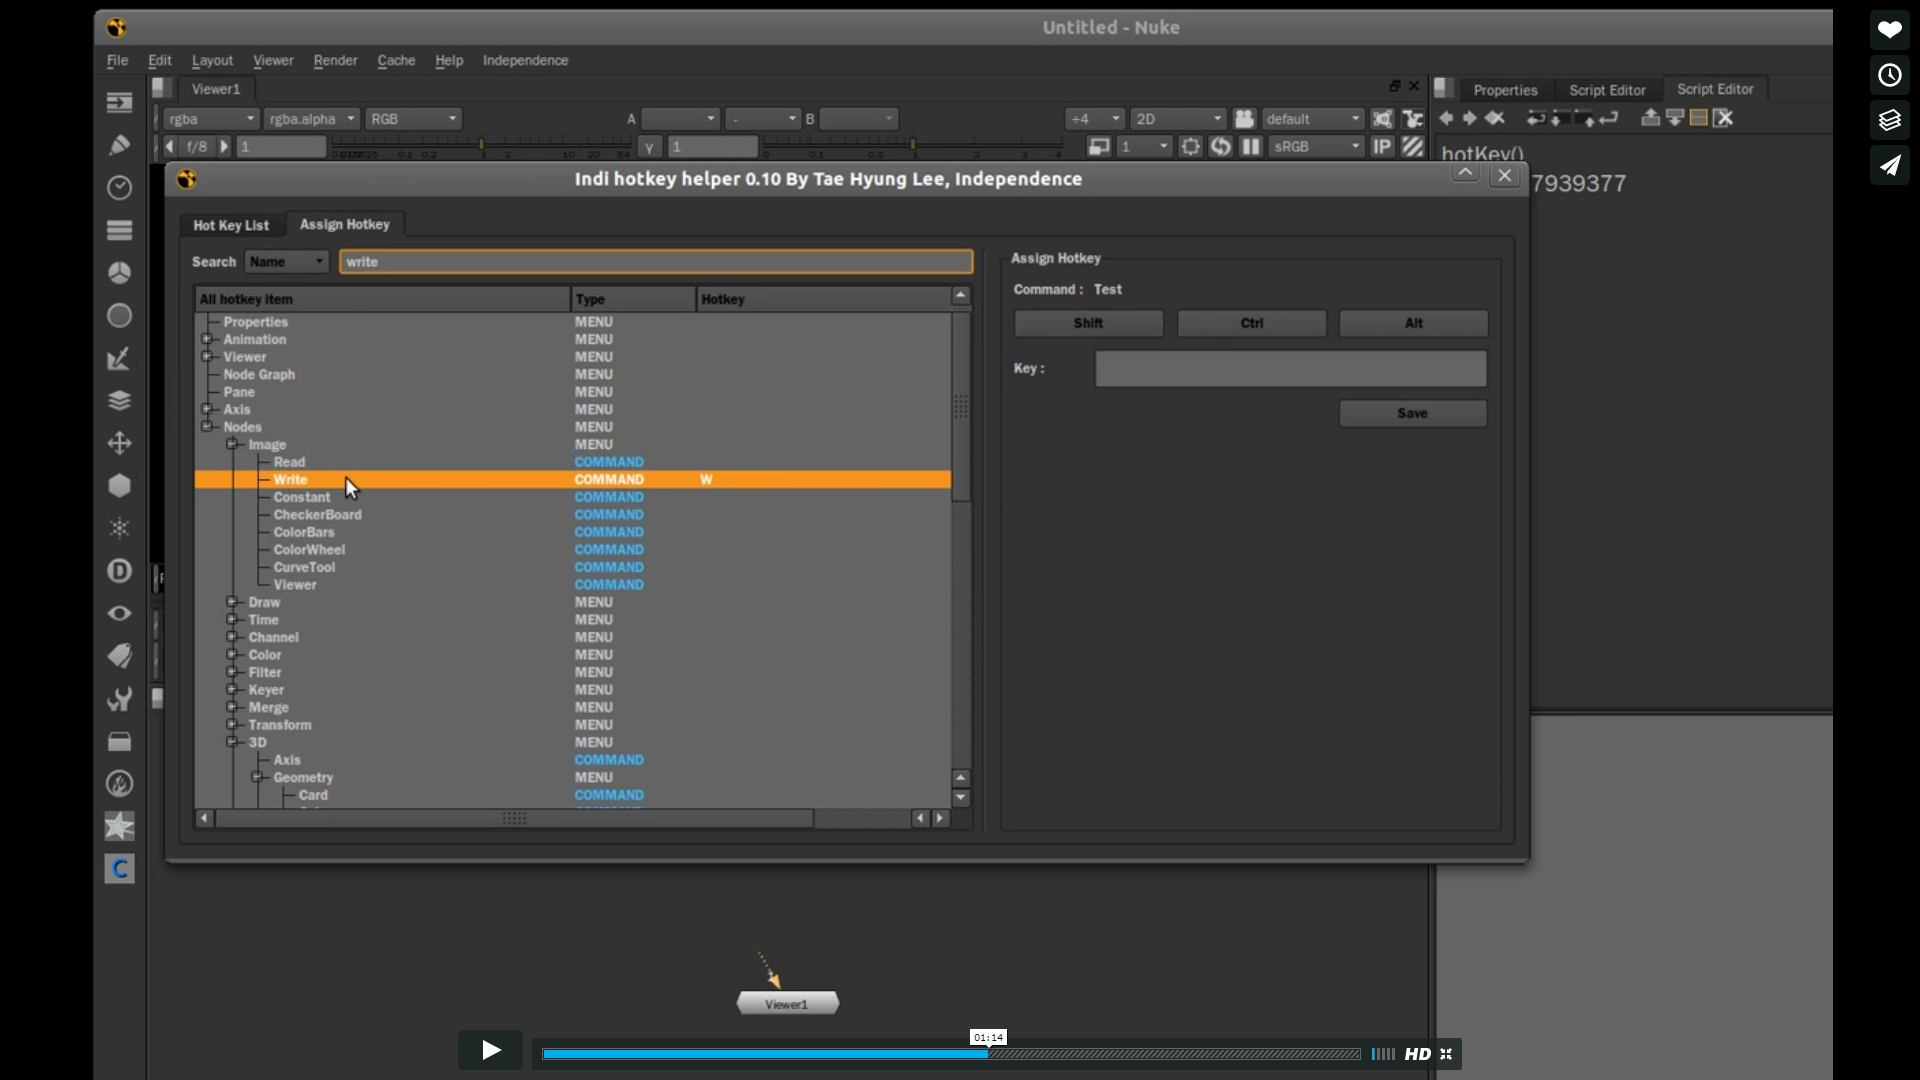 Untitled - Nuke
File Edit Layout Viewer Render Cache Help Independence
Viewer1
Properties Script Editor Script Editor
rgba rgba.alpha RGB A - B ÷4 2D default
f/8 1 γ 1 1 sRGB IP
hotKey()
7939377
Indi hotkey helper 0.10 By Tae Hyung Lee, Independence
Hot Key List Assign Hotkey
Search Name write
All hotkey item Type Hotkey
Properties MENU
Animation MENU
Viewer MENU
Node Graph MENU
Pane MENU
Axis MENU
Nodes MENU
Image MENU
Read COMMAND
Write COMMAND W
Constant COMMAND
CheckerBoard COMMAND
ColorBars COMMAND
ColorWheel COMMAND
CurveTool COMMAND
Viewer COMMAND
Draw MENU
Time MENU
Channel MENU
Color MENU
Filter MENU
Keyer MENU
Merge MENU
Transform MENU
3D MENU
Axis COMMAND
Geometry MENU
Card COMMAND
Assign Hotkey
Command : Test
Shift Ctrl Alt
Key :
Save
Viewer1
01:14
HD